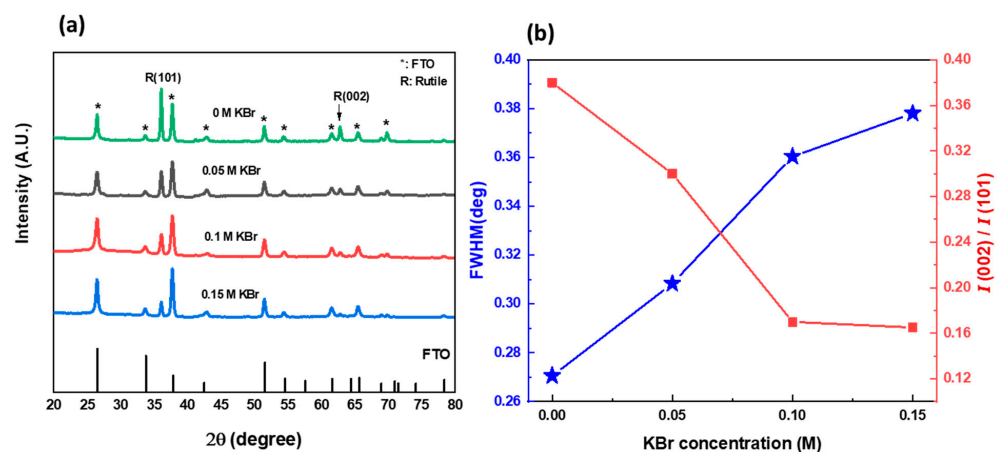 (a)
*: FTO
R: Rutile
R(101)
R(002)
0 M KBr
0.05 M KBr
0.1 M KBr
0.15 M KBr
FTO
Intensity (A.U.)
20 25 30 35 40 45 50 55 60 65 70 75 80
2θ (degree)
(b)
0.40
0.38
0.36
0.34
0.32
0.30
0.28
0.26
FWHM(deg)
0.40
0.36
0.32
0.28
0.24
0.20
0.16
0.12
I (002) / I (101)
0.00 0.05 0.10 0.15
KBr concentration (M)